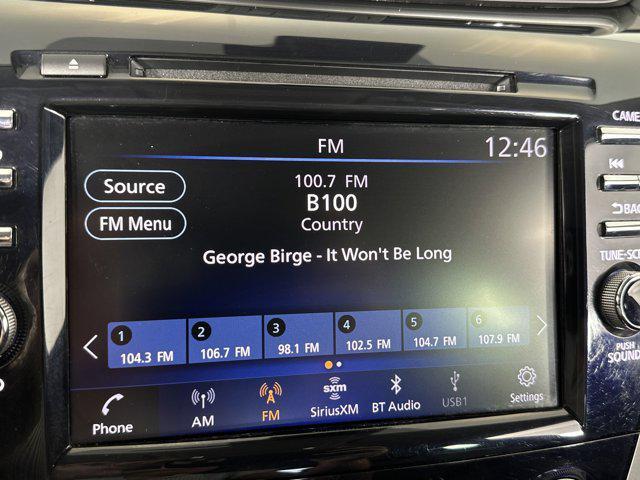 FM
12:46
Source
FM Menu
100.7 FM
B100
Country
George Birge - It Won't Be Long
1
104.3 FM
2
106.7 FM
3
98.1 FM
4
102.5 FM
5
104.7 FM
6
107.9 FM
Phone
AM
FM
sxm
SiriusXM
BT Audio
USB1
Settings
CAME
BAC
TUNE-SC
PUSH
SOUND